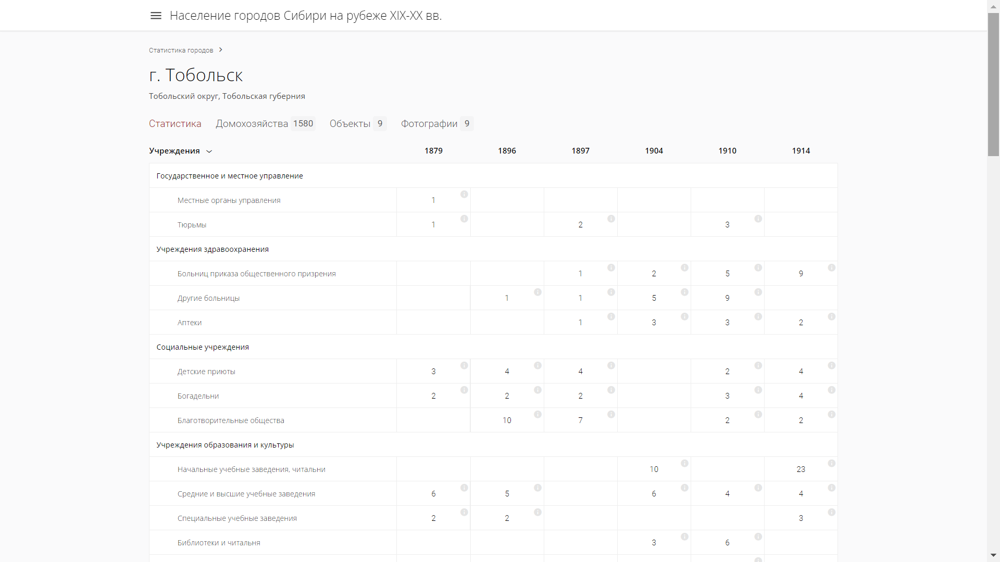 Население городов Сибири на рубеже XIX-XX вв.
Статистика городов
г. Тобольск
Тобольский округ, Тобольская губерния
Статистика Домохозяйства 1580 Объекты 9 Фотографии 9
Учреждения 1879 1896 1897 1904 1910 1914
Государственное и местное управление
Местные органы управления 1
Тюрьмы 1 2 3
Учреждения здравоохранения
Больниц приказа общественного призрения 1 2 5 9
Другие больницы 1 1 5 9
Аптеки 1 3 3 2
Социальные учреждения
Детские приюты 3 4 4 2 4
Богадельни 2 2 2 3 4
Благотворительные общества 10 7 2 2
Учреждения образования и культуры
Начальные учебные заведения, читальни 10 23
Средние и высшие учебные заведения 6 5 6 4 4
Специальные учебные заведения 2 2 3
Библиотеки и читальня 3 6